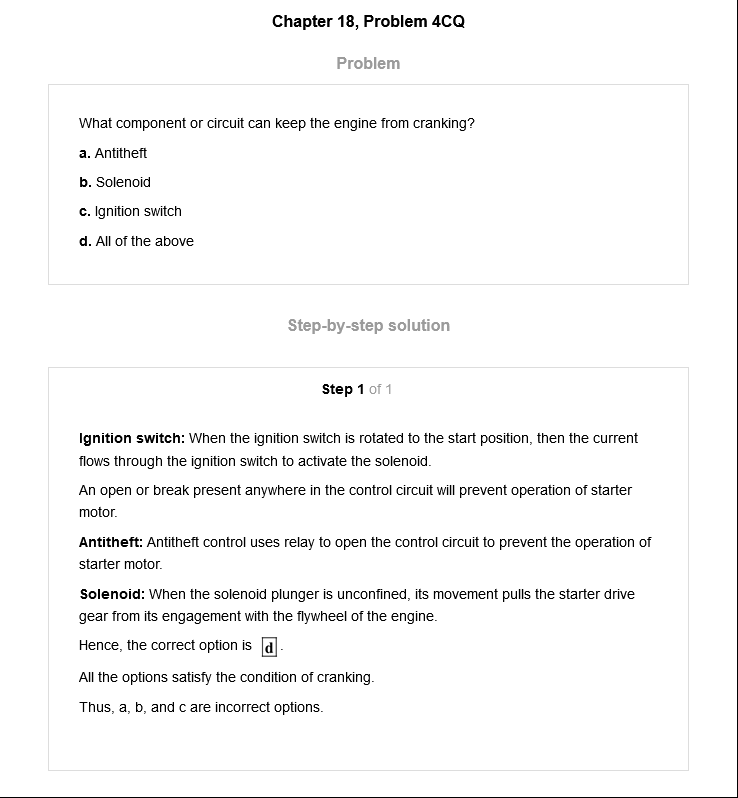 Chapter 18, Problem 4CQ
Problem
What component or circuit can keep the engine from cranking?
a. Antitheft
b. Solenoid
c. Ignition switch
d. All of the above
Step-by-step solution
Step 1 of 1
Ignition switch: When the ignition switch is rotated to the start position, then the current
flows through the ignition switch to activate the solenoid.
An open or break present anywhere in the control circuit will prevent operation of starter
motor.
Antitheft: Antitheft control uses relay to open the control circuit to prevent the operation of
starter motor.
Solenoid: When the solenoid plunger is unconfined, its movement pulls the starter drive
gear from its engagement with the flywheel of the engine.
Hence, the correct option is d.
All the options satisfy the condition of cranking.
Thus, a, b, and c are incorrect options.